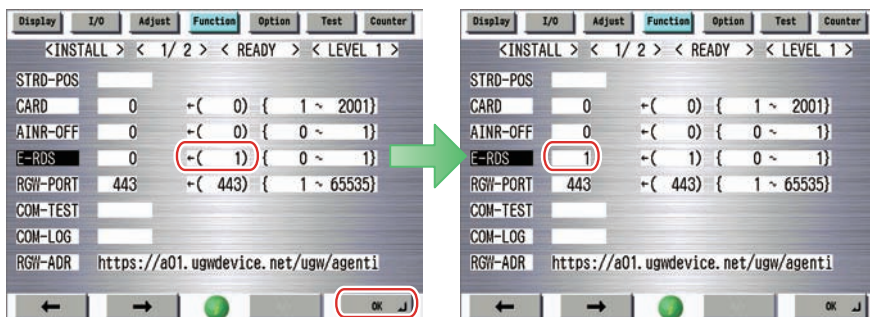 Display I/O Adjust Function Option Test Counter
<INSTALL > < 1/ 2 > < READY > < LEVEL 1 >
STRD-POS
CARD 0 ←( 0) { 1 ~ 2001}
AINR-OFF 0 ←( 0) { 0 ~ 1}
E-RDS 0 ←( 1) { 0 ~ 1}
RGW-PORT 443 ←( 443) { 1 ~ 65535}
COM-TEST
COM-LOG
RGW-ADR https://a01.ugwdevice.net/ugw/agenti
← → OK ┘
Display I/O Adjust Function Option Test Counter
<INSTALL > < 1/ 2 > < READY > < LEVEL 1 >
STRD-POS
CARD 0 ←( 0) { 1 ~ 2001}
AINR-OFF 0 ←( 0) { 0 ~ 1}
E-RDS 1 ←( 1) { 0 ~ 1}
RGW-PORT 443 ←( 443) { 1 ~ 65535}
COM-TEST
COM-LOG
RGW-ADR https://a01.ugwdevice.net/ugw/agenti
← → OK ┘